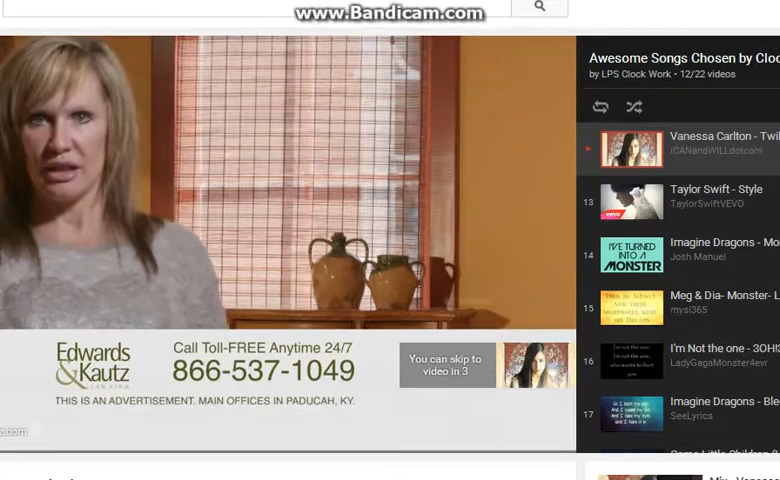 www.Bandicam.com
Awesome Songs Chosen by Cloc
by LPS Clock Work • 12/22 videos
Vanessa Carlton - Twil
iCANandWILLdotcom
13
Taylor Swift - Style
TaylorSwiftVEVO
vevo
14
I'VE TURNED
INTO A
MONSTER
Imagine Dragons - Mo
Josh Manuel
15
Meg & Dia- Monster- L
mysi365
16
I'm Not the one - 3OH!3
LadyGagaMonster4evr
17
Imagine Dragons - Blee
SeeLyrics
Edwards
&Kautz
LAW FIRM
Call Toll-FREE Anytime 24/7
866-537-1049
THIS IS AN ADVERTISEMENT. MAIN OFFICES IN PADUCAH, KY.
You can skip to
video in 3